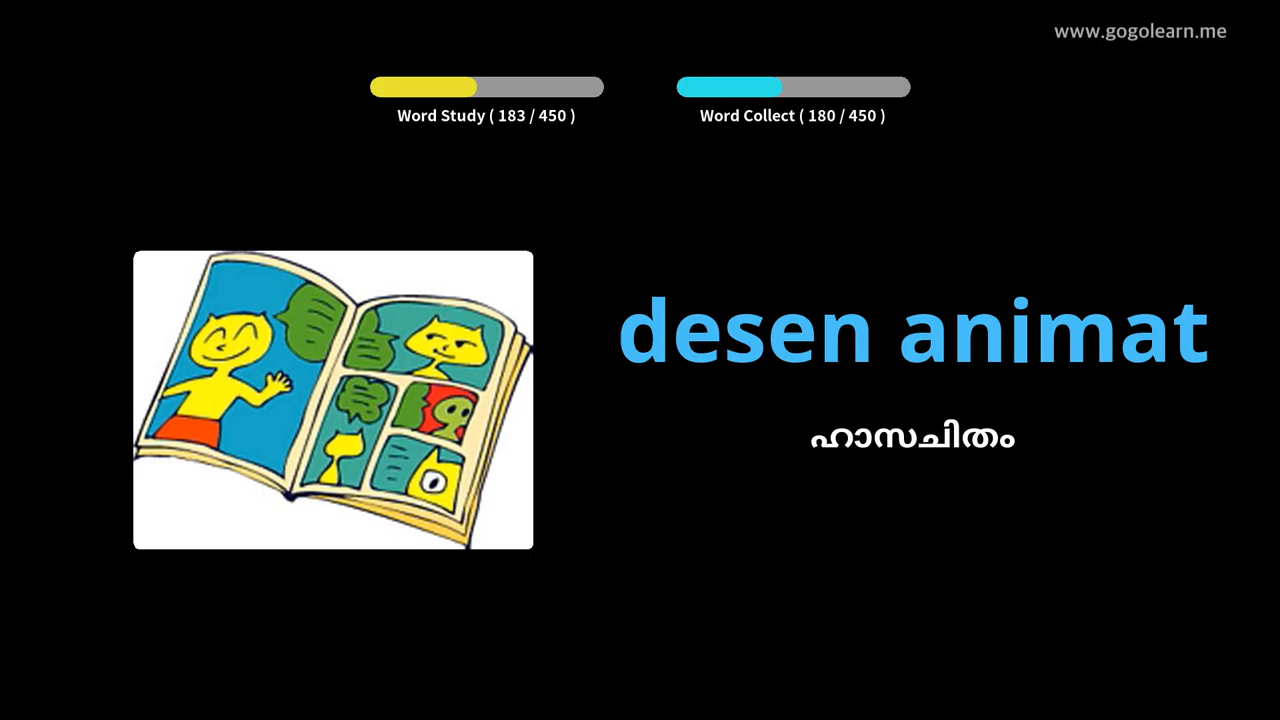 www.gogolearn.me
Word Study ( 183 / 450 )
Word Collect ( 180 / 450 )
desen animat
ഹാസചിതം